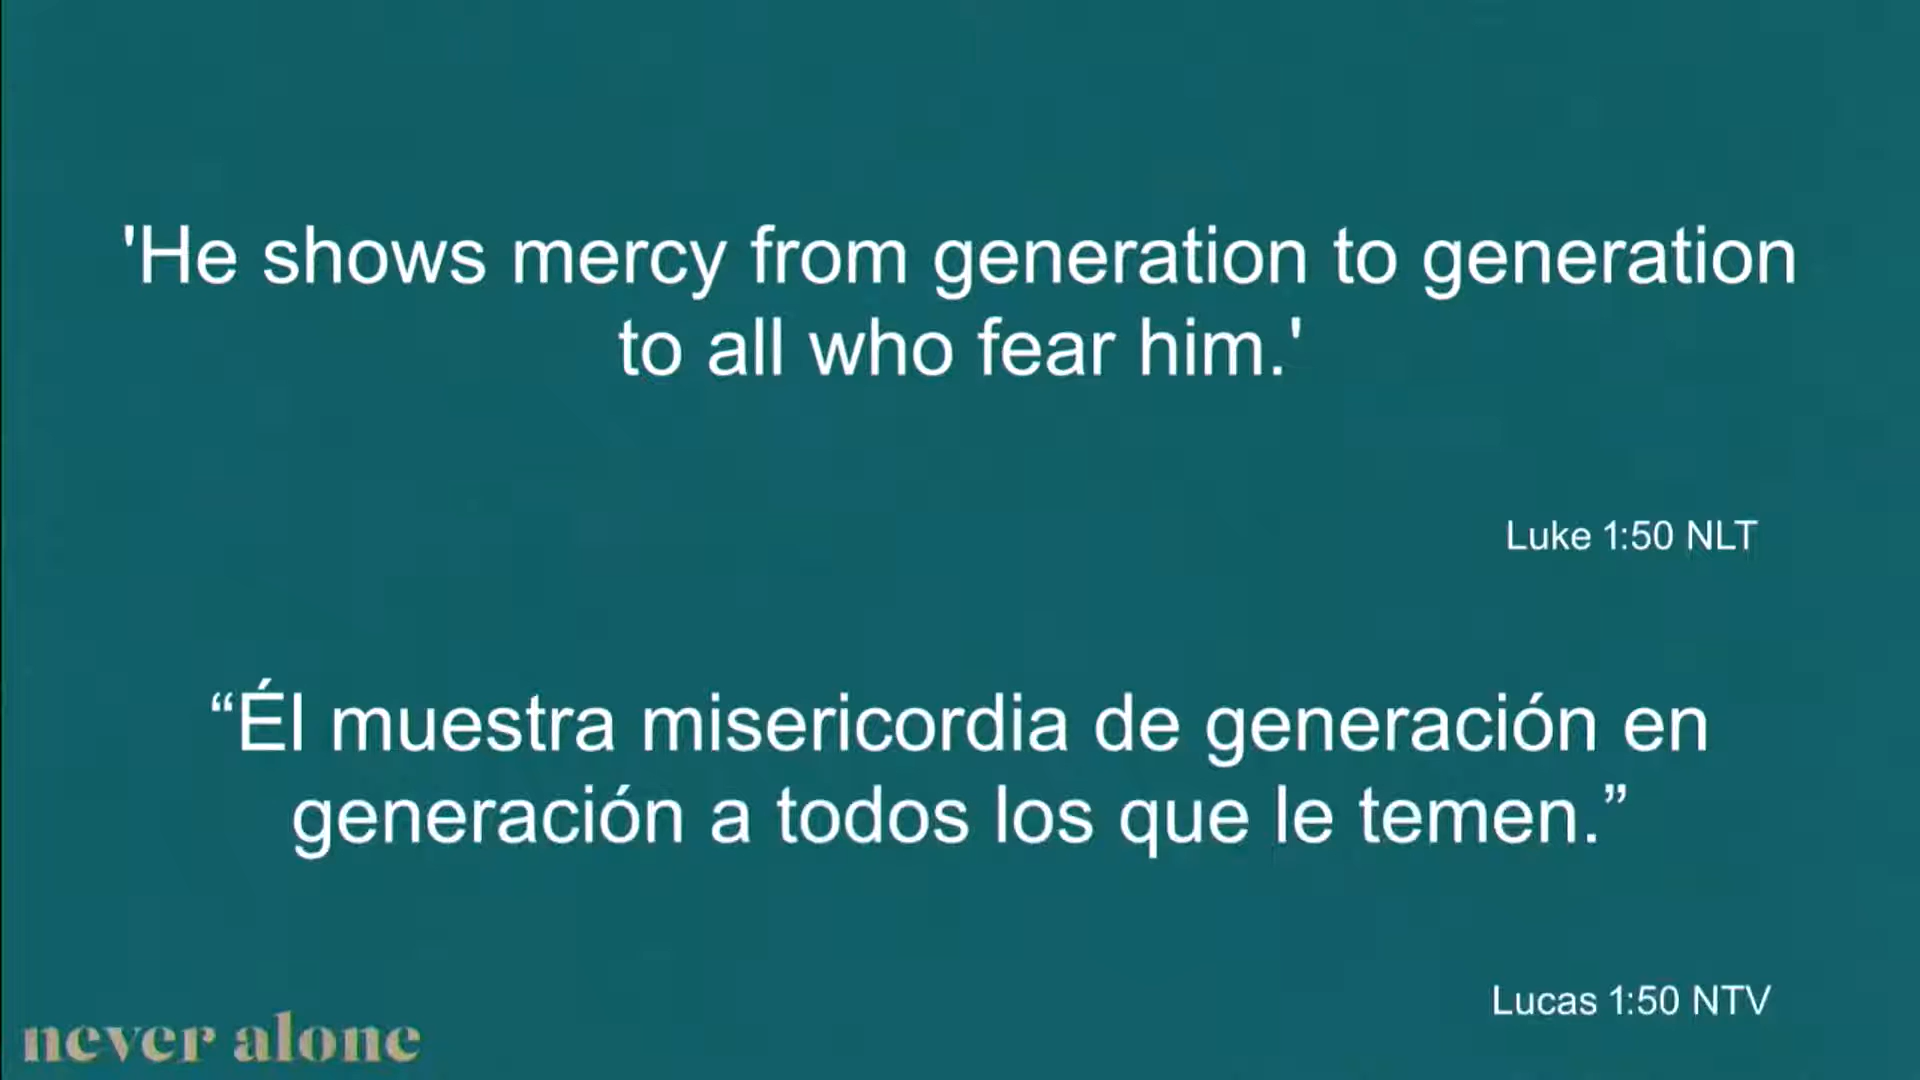 'He shows mercy from generation to generation
to all who fear him.'
Luke 1:50 NLT
“Él muestra misericordia de generación en
generación a todos los que le temen.”
Lucas 1:50 NTV
never alone